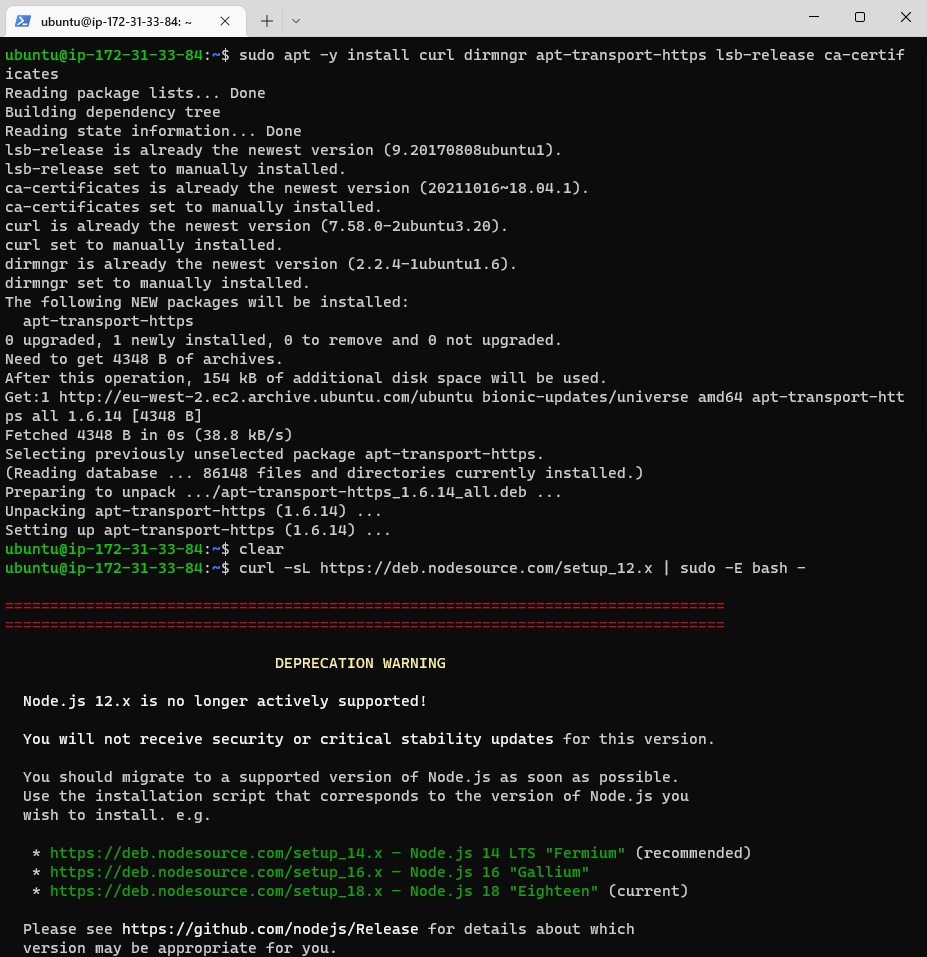 ubuntu@ip-172-31-33-84: ~
ubuntu@ip-172-31-33-84:~$ sudo apt -y install curl dirmngr apt-transport-https lsb-release ca-certif
icates
Reading package lists... Done
Building dependency tree
Reading state information... Done
lsb-release is already the newest version (9.20170808ubuntu1).
lsb-release set to manually installed.
ca-certificates is already the newest version (20211016~18.04.1).
ca-certificates set to manually installed.
curl is already the newest version (7.58.0-2ubuntu3.20).
curl set to manually installed.
dirmngr is already the newest version (2.2.4-1ubuntu1.6).
dirmngr set to manually installed.
The following NEW packages will be installed:
  apt-transport-https
0 upgraded, 1 newly installed, 0 to remove and 0 not upgraded.
Need to get 4348 B of archives.
After this operation, 154 kB of additional disk space will be used.
Get:1 http://eu-west-2.ec2.archive.ubuntu.com/ubuntu bionic-updates/universe amd64 apt-transport-htt
ps all 1.6.14 [4348 B]
Fetched 4348 B in 0s (38.8 kB/s)
Selecting previously unselected package apt-transport-https.
(Reading database ... 86148 files and directories currently installed.)
Preparing to unpack .../apt-transport-https_1.6.14_all.deb ...
Unpacking apt-transport-https (1.6.14) ...
Setting up apt-transport-https (1.6.14) ...
ubuntu@ip-172-31-33-84:~$ clear
ubuntu@ip-172-31-33-84:~$ curl -sL https://deb.nodesource.com/setup_12.x | sudo -E bash -
================================================================================
================================================================================
DEPRECATION WARNING
Node.js 12.x is no longer actively supported!
You will not receive security or critical stability updates for this version.
You should migrate to a supported version of Node.js as soon as possible.
Use the installation script that corresponds to the version of Node.js you
wish to install. e.g.
* https://deb.nodesource.com/setup_14.x — Node.js 14 LTS "Fermium" (recommended)
* https://deb.nodesource.com/setup_16.x — Node.js 16 "Gallium"
* https://deb.nodesource.com/setup_18.x — Node.js 18 "Eighteen" (current)
Please see https://github.com/nodejs/Release for details about which
version may be appropriate for you.